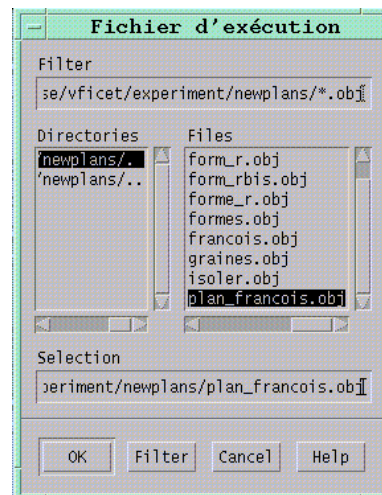 Fichier d'exécution
Filter
se/vficet/experiment/newplans/*.obj
Directories Files
newplans/.
newplans/..
form_r.obj
form_rbis.obj
forme_r.obj
formes.obj
francois.obj
graines.obj
isoler.obj
plan_francois.obj
Selection
periment/newplans/plan_francois.obj
OK Filter Cancel Help